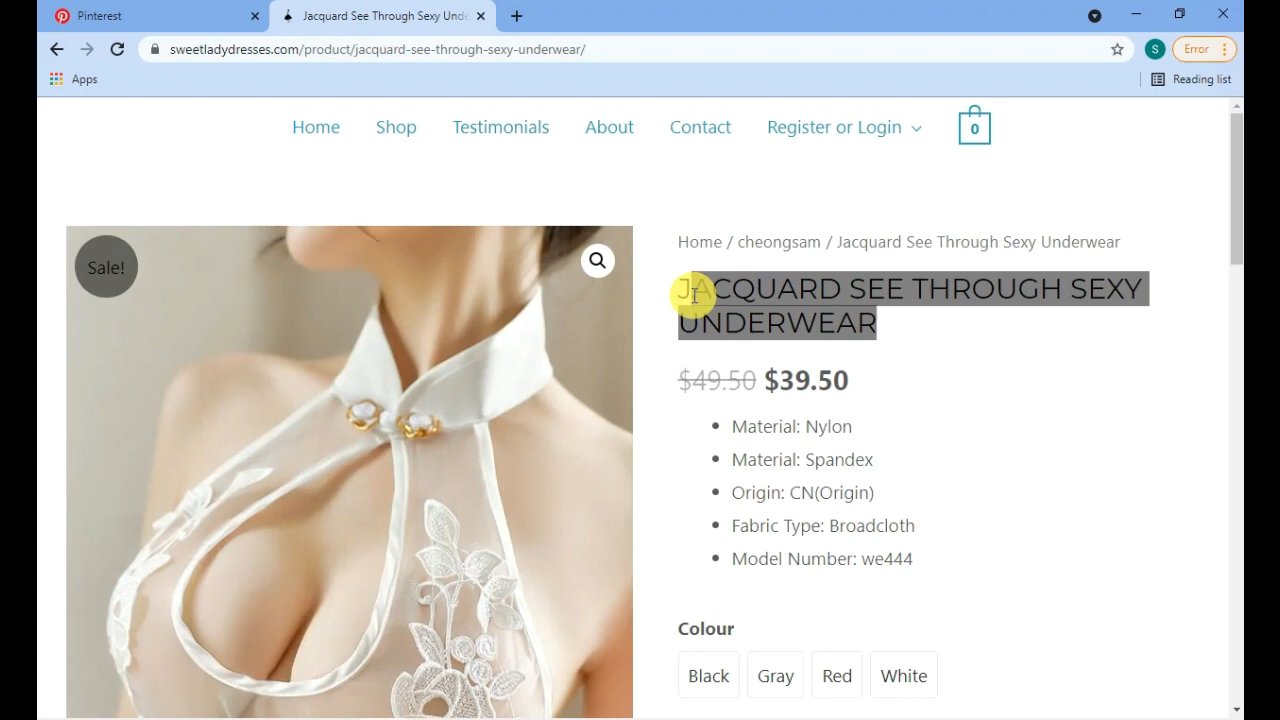 Pinterest
Jacquard See Through Sexy Unde
sweetladydresses.com/product/jacquard-see-through-sexy-underwear/
S
Error
Apps
Reading list
Home Shop Testimonials About Contact Register or Login 0
Sale!
Home / cheongsam / Jacquard See Through Sexy Underwear
JACQUARD SEE THROUGH SEXY
UNDERWEAR
$49.50 $39.50
Material: Nylon
Material: Spandex
Origin: CN(Origin)
Fabric Type: Broadcloth
Model Number: we444
Colour
Black Gray Red White